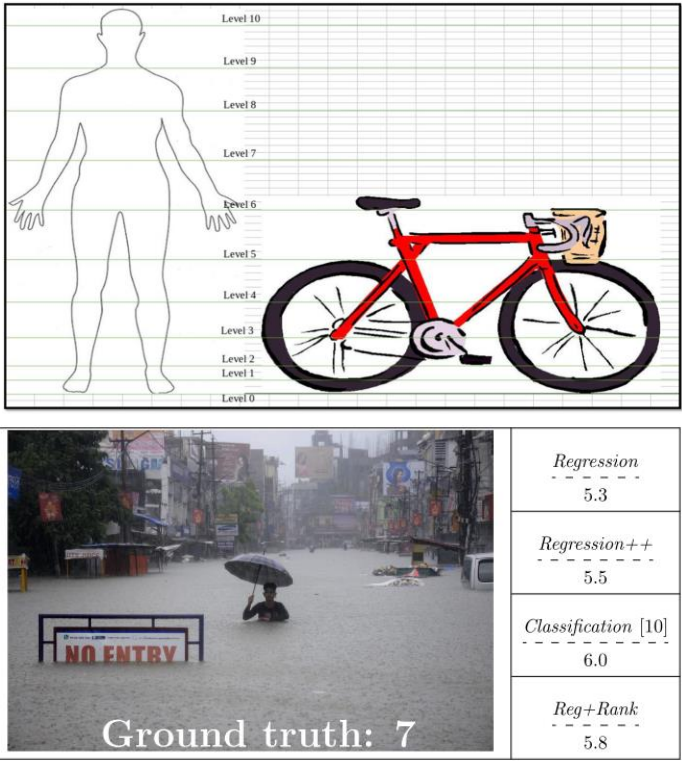 Level 10
Level 9
Level 8
Level 7
Level 6
Level 5
Level 4
Level 3
Level 2
Level 1
Level 0
NO ENTRY
Ground truth: 7
Regression
5.3
Regression++
5.5
Classification [10]
6.0
Reg+Rank
5.8